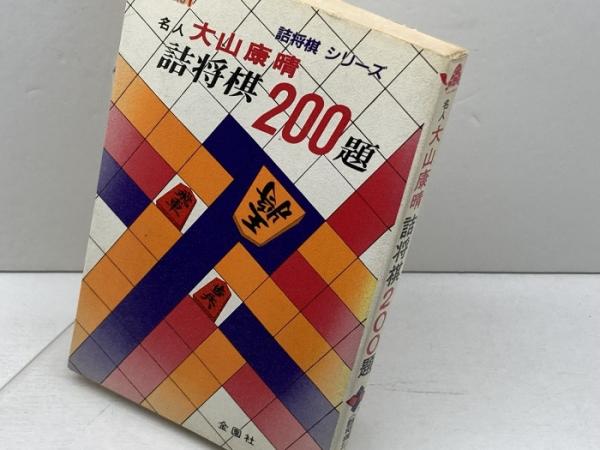 詰将棋 シリーズ
名人 大山康晴
詰将棋200題
王将
飛車
歩兵
金園社
名人 大山康晴 詰将棋200題